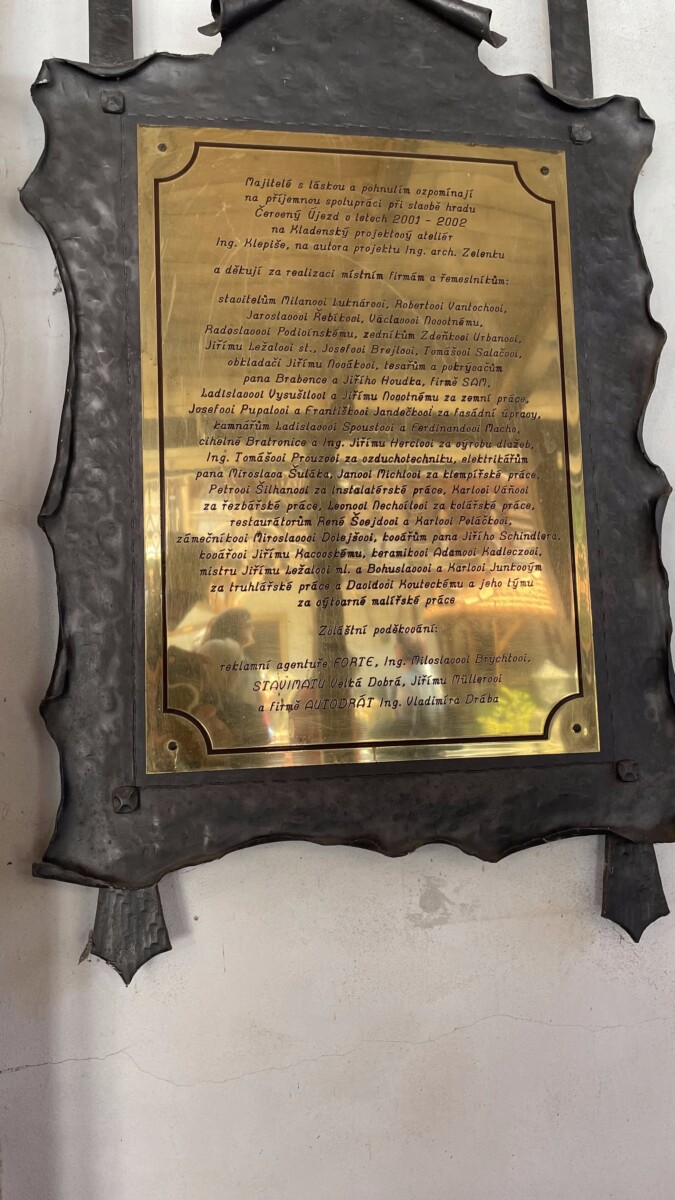 Majitelé s láskou a pohnutím vzpomínají
na příjemnou spolupráci při stavbě hradu
Červený Újezd v letech 2001 - 2002
na Kladenský projektový ateliér
Ing. Klepiše, na autora projektu Ing. arch. Zelenku
a děkují za realizaci místním firmám a řemeslníkům:
stavitelům Milanovi Luknárovi, Robertovi Vantochovi,
Jaroslavovi Řebíkovi, Václavovi Novotnému,
Radoslavovi Podivínskému, zedníkům Zdeňkovi Urbanovi,
Jiřímu Ležalovi st., Josefovi Brejlovi, Tomášovi Salačovi,
obkladači Jiřímu Novákovi, tesařům a pokrývačům
pana Brabence a Jiřího Houdka, firmě SAM,
Ladislavovi Vysušilovi a Jiřímu Novotnému za zemní práce,
Josefovi Pupalovi a Františkovi Jandečkovi za fasádní úpravy,
kamnářům Ladislavovi Spoustovi a Ferdinandovi Macho,
cihelně Bratronice a Ing. Jiřímu Herclovi za výrobu dlažeb,
Ing. Tomášovi Prouzovi za vzduchotechniku, elektrikářům
pana Miroslava Šuláka, Janovi Michlovi za klempířské práce,
Petrovi Šilhanovi za instalatérské práce, Karlovi Váňovi
za řezbářské práce, Leonovi Nechvílovi za kolářské práce,
restaurátorům René Švejdovi a Karlovi Poláčkovi,
zámečníkovi Miroslavovi Dolejšovi, kovářům pana Jiřího Schindlera,
kovářovi Jiřímu Kacovskému, keramikovi Adamovi Kadleczovi,
mistru Jiřímu Ležalovi ml. a Bohuslavovi a Karlovi Junkovým
za truhlářské práce a Davidovi Kouteckému a jeho týmu
za výtvarné malířské práce
Zvláštní poděkování:
reklamní agentuře FORTE, Ing. Miloslavovi Brychtovi,
STAVIMATU Velká Dobrá, Jiřímu Müllerovi
a firmě AUTODRÁT Ing. Vladimíra Drába